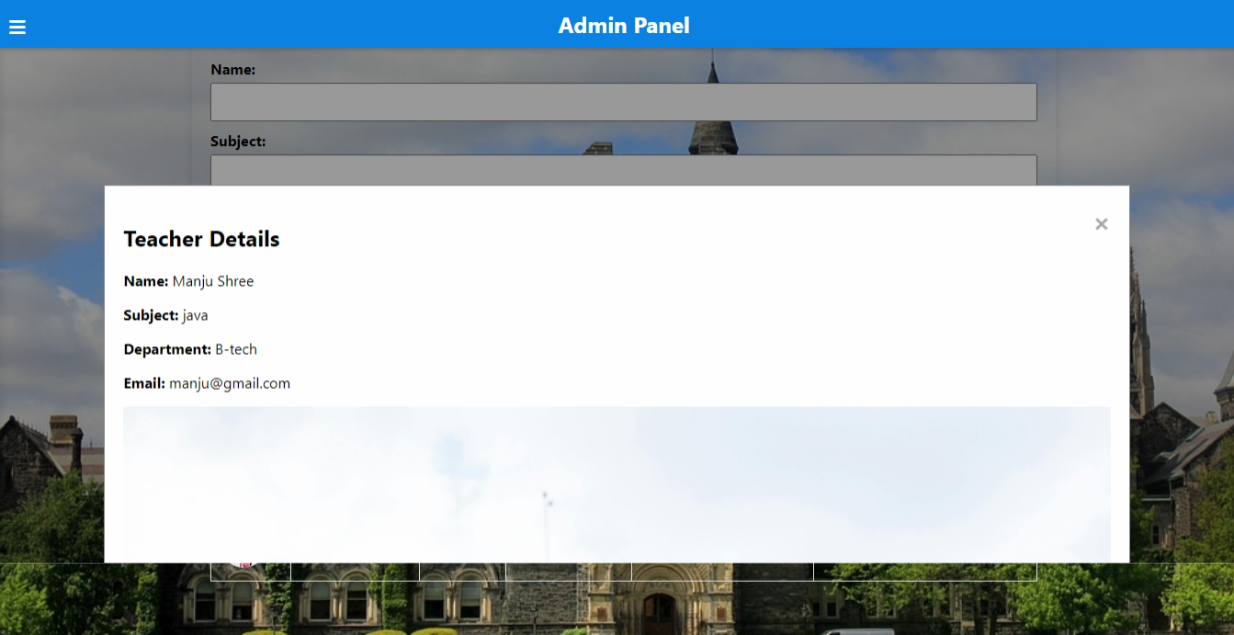 Admin Panel
Name:
Subject:
Teacher Details
Name: Manju Shree
Subject: java
Department: B-tech
Email: manju@gmail.com